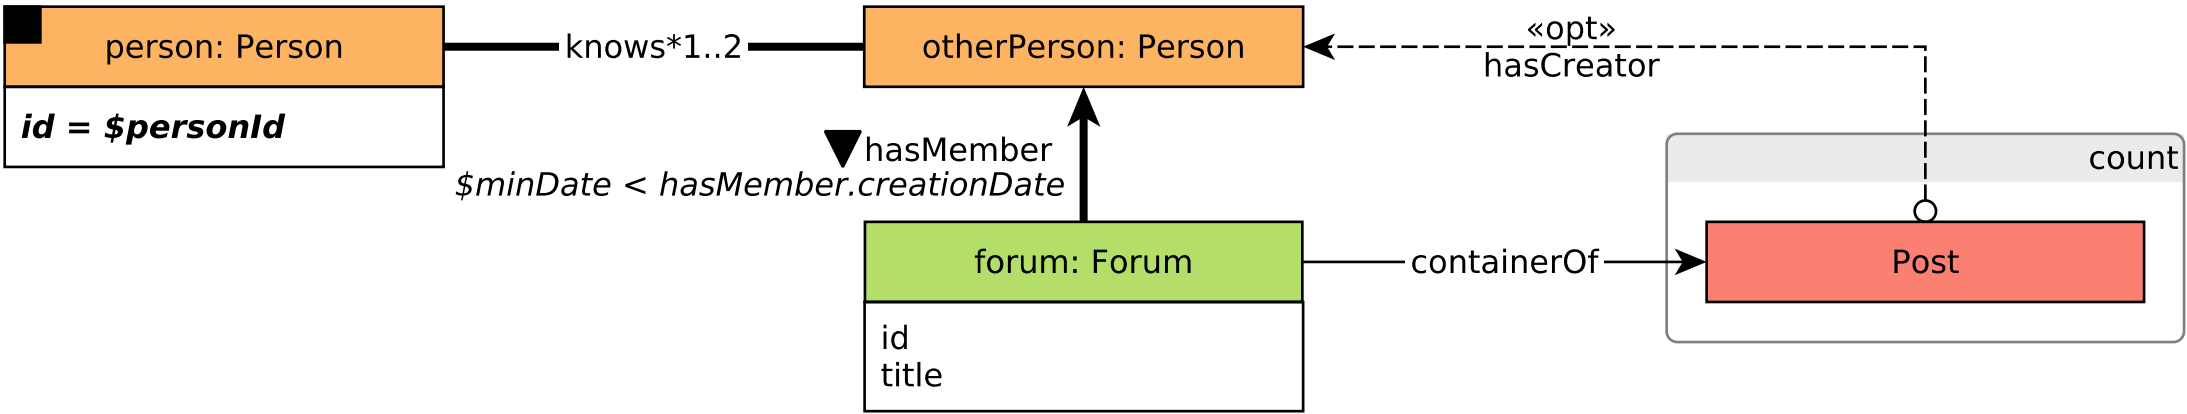 person: Person
id = $personId
knows*1..2
otherPerson: Person
«opt»
hasCreator
hasMember
$minDate < hasMember.creationDate
count
forum: Forum
id
title
containerOf
Post